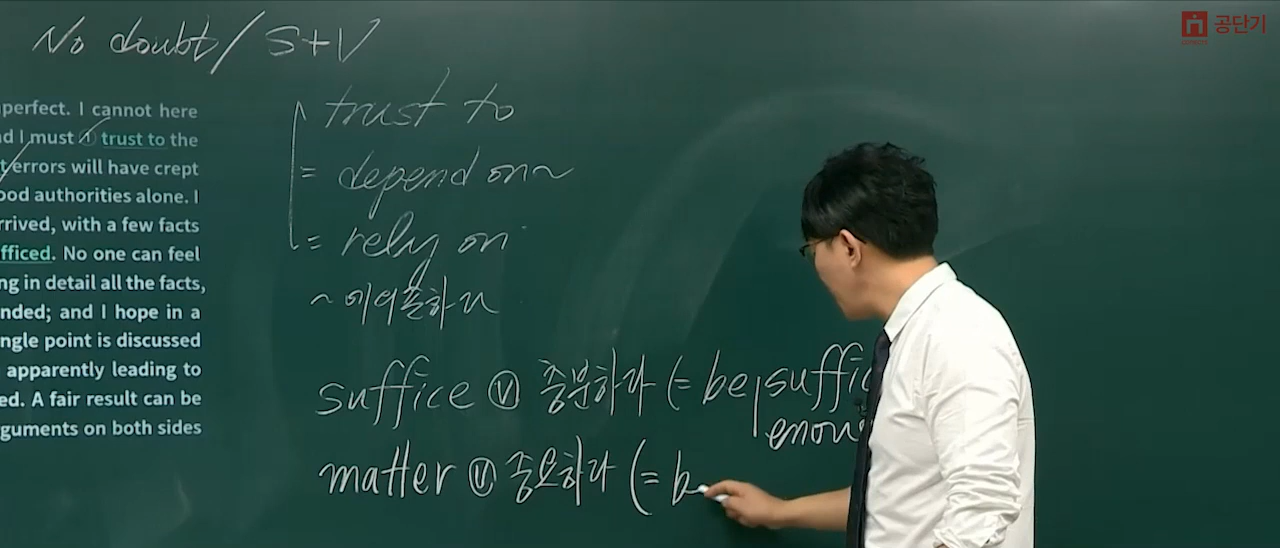 공단기
No doubt / S+V
perfect. I cannot here
d I must ① trust to the
t errors will have crept
ood authorities alone. I
rrived, with a few facts
fficed. No one can feel
ng in detail all the facts,
nded; and I hope in a
ngle point is discussed
apparently leading to
ed. A fair result can be
guments on both sides
trust to
= depend on ~
= rely on
~에 의존하다
suffice ⓥ 충분하다 (= be suffic
enou
matter ⓥ 중요하다 (= b